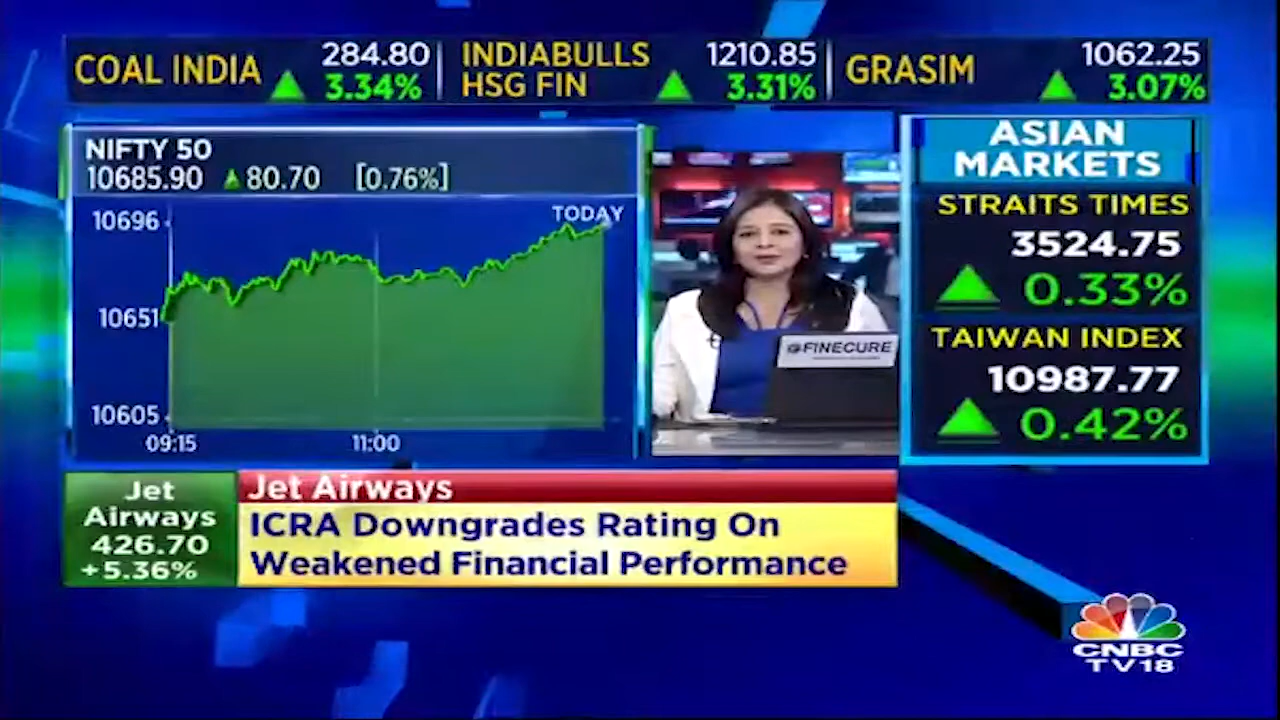 COAL INDIA
284.80
3.34%
INDIABULLS
HSG FIN
1210.85
3.31%
GRASIM
1062.25
3.07%
NIFTY 50
10685.90 80.70 [0.76%]
TODAY
10696
10651
10605
09:15 11:00
FINECURE
ASIAN
MARKETS
STRAITS TIMES
3524.75
0.33%
TAIWAN INDEX
10987.77
0.42%
Jet
Airways
426.70
+5.36%
Jet Airways
ICRA Downgrades Rating On
Weakened Financial Performance
CNBC
TV18